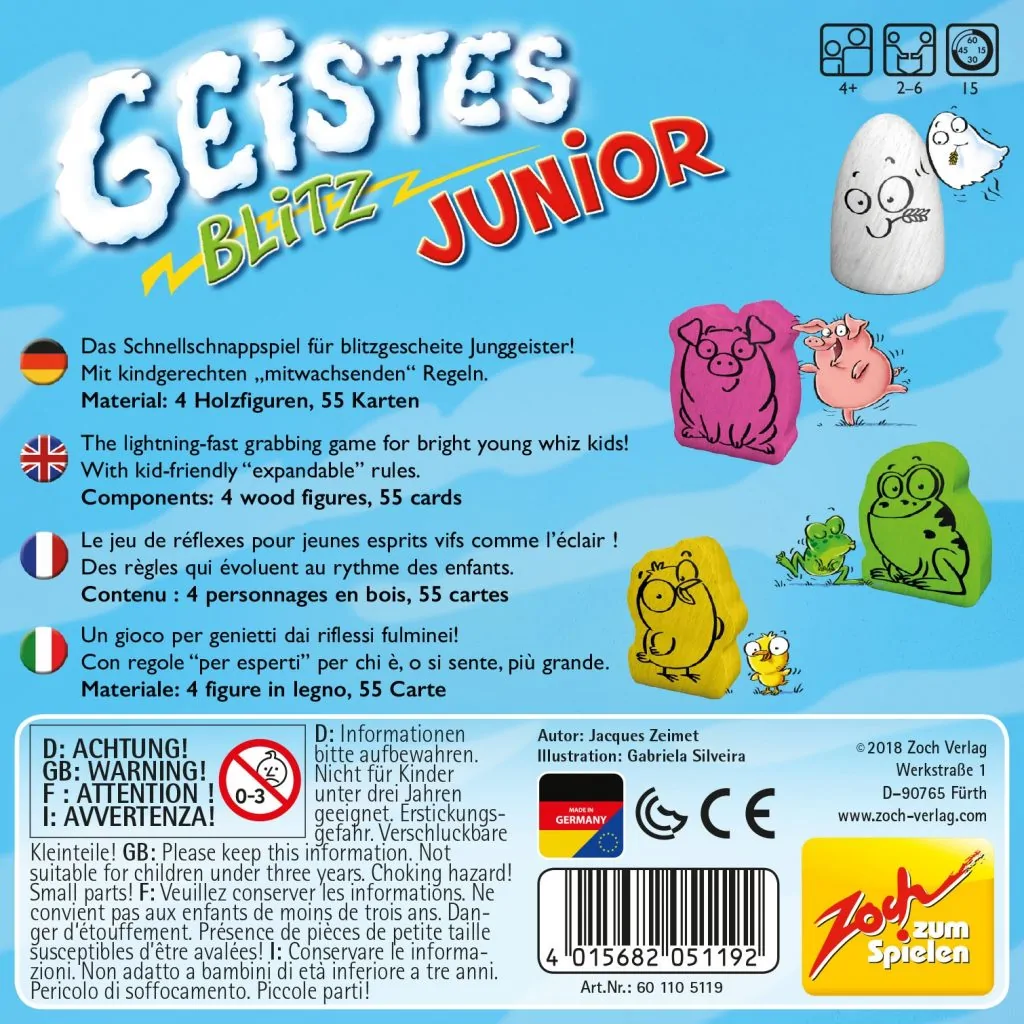 GEiSTES
BLiTZ
JUNiOR
60
45 15
30
4+ 2–6 15
Das Schnellschnappspiel für blitzgescheite Junggeister!
Mit kindgerechten „mitwachsenden“ Regeln.
Material: 4 Holzfiguren, 55 Karten
The lightning-fast grabbing game for bright young whiz kids!
With kid-friendly “expandable” rules.
Components: 4 wood figures, 55 cards
Le jeu de réflexes pour jeunes esprits vifs comme l’éclair !
Des règles qui évoluent au rythme des enfants.
Contenu : 4 personnages en bois, 55 cartes
Un gioco per genietti dai riflessi fulminei!
Con regole “per esperti” per chi è, o si sente, più grande.
Materiale: 4 figure in legno, 55 Carte
D: ACHTUNG!
GB: WARNING!
F : ATTENTION !
I: AVVERTENZA!
0-3
D: Informationen
bitte aufbewahren.
Nicht für Kinder
unter drei Jahren
geeignet. Erstickungs-
gefahr. Verschluckbare
Kleinteile! GB: Please keep this information. Not
suitable for children under three years. Choking hazard!
Small parts! F: Veuillez conserver les informations. Ne
convient pas aux enfants de moins de trois ans. Dan-
ger d’étouffement. Présence de pièces de petite taille
susceptibles d’être avalées! I: Conservare le informa-
zioni. Non adatto a bambini di età inferiore a tre anni.
Pericolo di soffocamento. Piccole parti!
Autor: Jacques Zeimet
Illustration: Gabriela Silveira
MADE IN
GERMANY
CE
4 015682 051192
Art.Nr.: 60 110 5119
©2018 Zoch Verlag
Werkstraße 1
D–90765 Fürth
www.zoch-verlag.com
Zoch
zum
Spielen